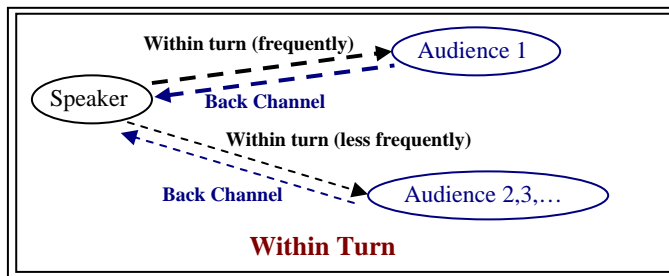 Within turn (frequently)
Audience 1
Speaker
Back Channel
Within turn (less frequently)
Back Channel
Audience 2,3,…
Within Turn